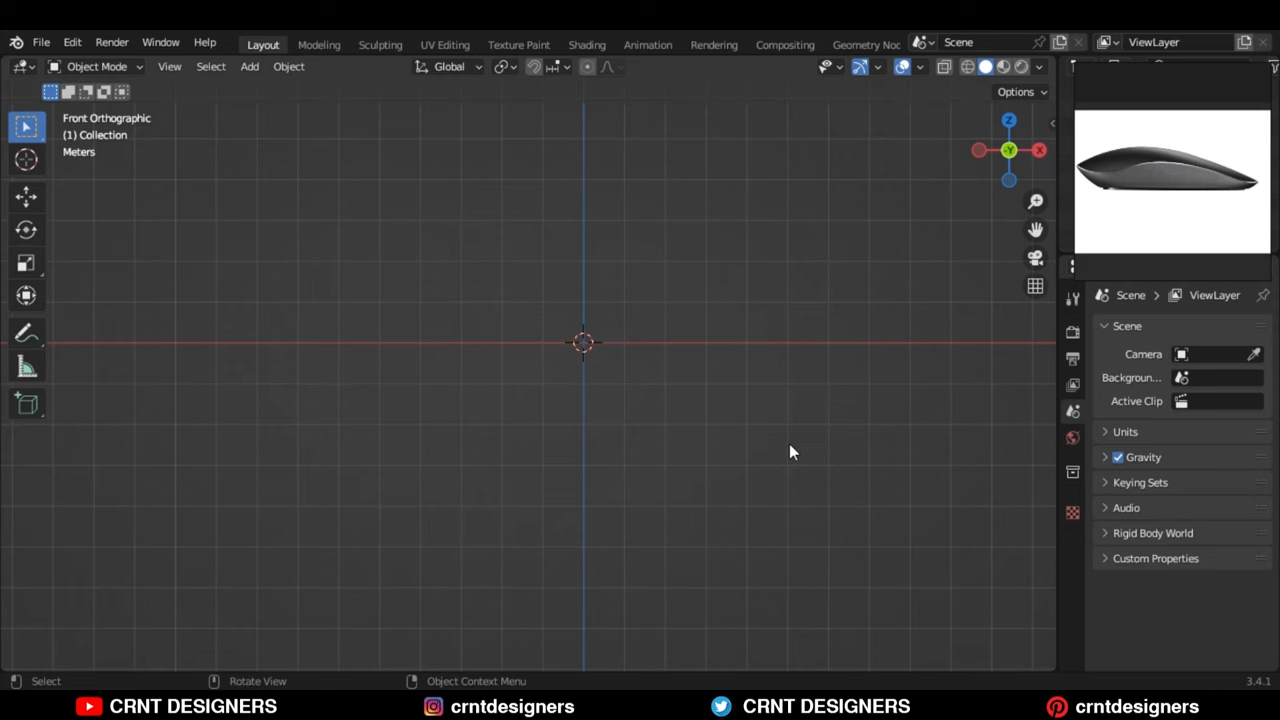 File Edit Render Window Help Layout Modeling Sculpting UV Editing Texture Paint Shading Animation Rendering Compositing Geometry Noc Scene ViewLayer
Object Mode View Select Add Object Global
Options
Front Orthographic
(1) Collection
Meters
Z
-Y
X
Scene > ViewLayer
Scene
Camera
Backgroun...
Active Clip
Units
Gravity
Keying Sets
Audio
Rigid Body World
Custom Properties
Select Rotate View Object Context Menu 3.4.1
CRNT DESIGNERS crntdesigners CRNT DESIGNERS crntdesigners